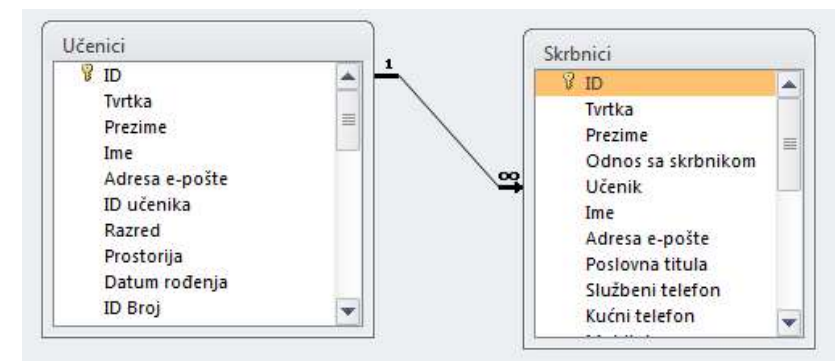 Učenici
ID
Tvrtka
Prezime
Ime
Adresa e-pošte
ID učenika
Razred
Prostorija
Datum rođenja
ID Broj
1
∞
Skrbnici
ID
Tvrtka
Prezime
Odnos sa skrbnikom
Učenik
Ime
Adresa e-pošte
Poslovna titula
Službeni telefon
Kućni telefon